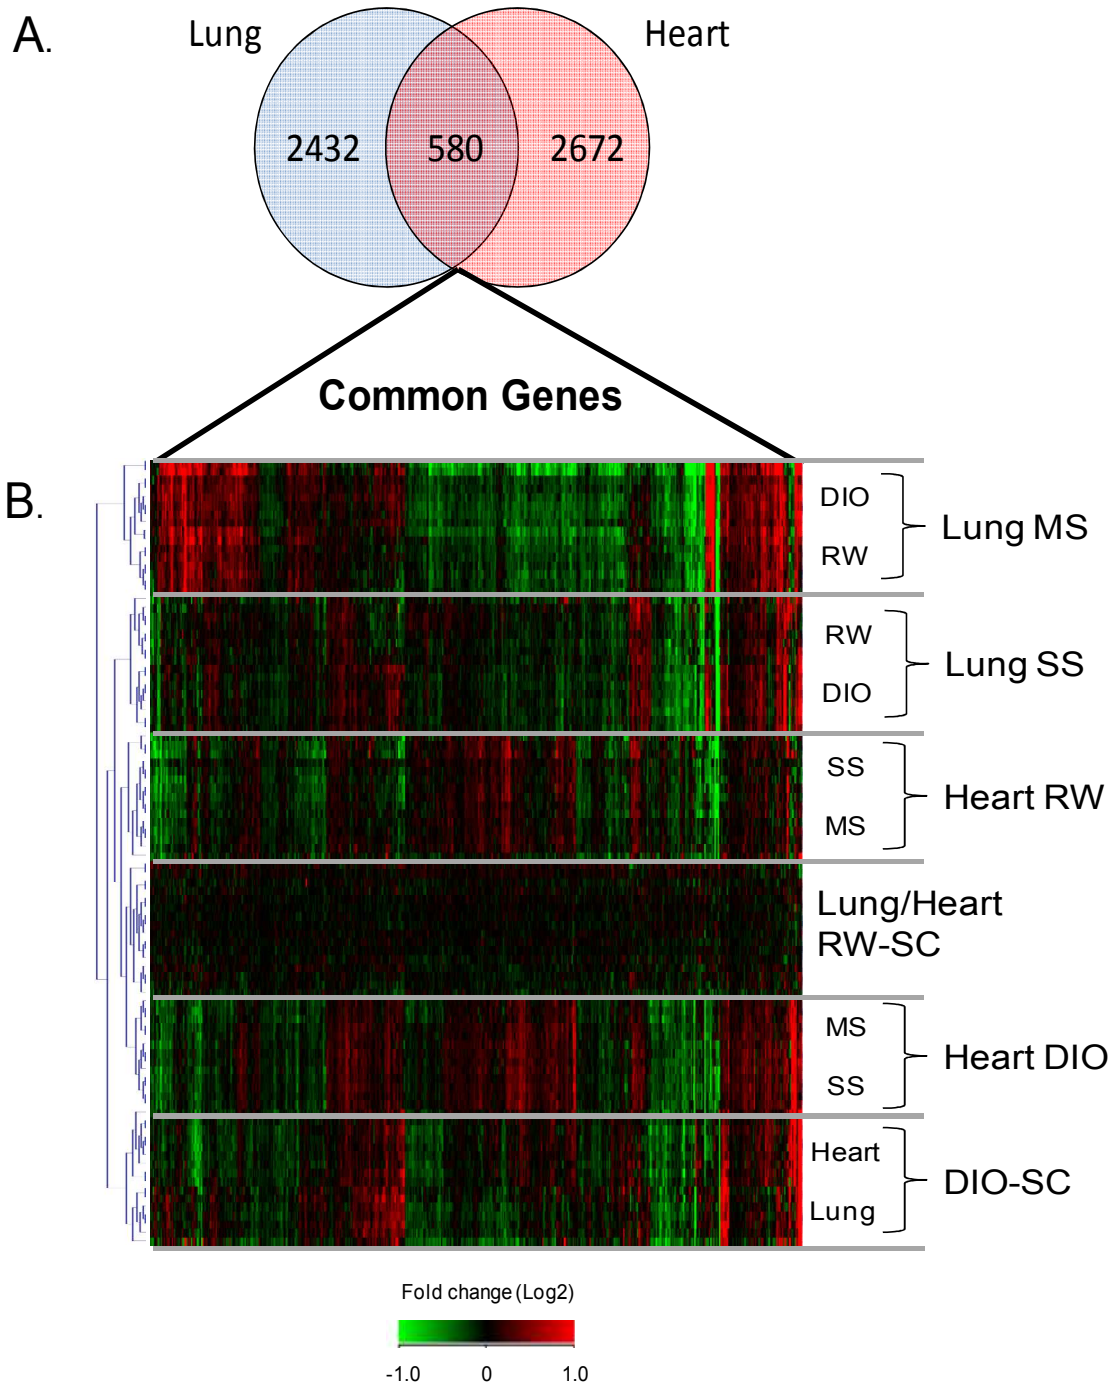 A.
Lung
Heart
2432
580
2672
Common Genes
B.
DIO
RW
Lung MS
RW
DIO
Lung SS
SS
MS
Heart RW
Lung/Heart
RW-SC
MS
SS
Heart DIO
Heart
Lung
DIO-SC
Fold change (Log2)
-1.0 0 1.0